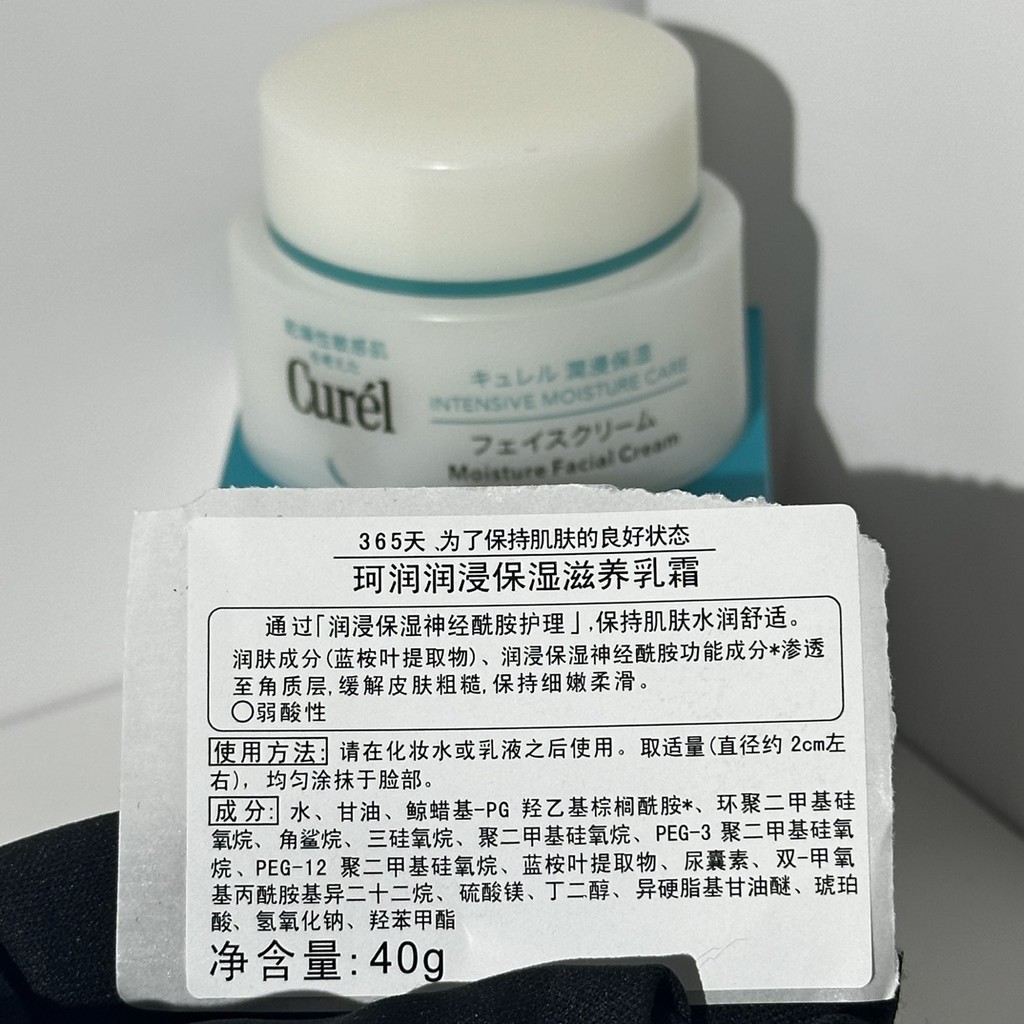 乾燥性敏感肌
を考えた
Curél
キュレル 潤浸保湿
INTENSIVE MOISTURE CARE
フェイスクリーム
Moisture Facial Cream
365天、为了保持肌肤的良好状态
珂润润浸保湿滋养乳霜
通过「润浸保湿神经酰胺护理」,保持肌肤水润舒适。
润肤成分(蓝桉叶提取物)、润浸保湿神经酰胺功能成分*渗透
至角质层,缓解皮肤粗糙,保持细嫩柔滑。
○弱酸性
使用方法: 请在化妆水或乳液之后使用。取适量(直径约 2cm左
右), 均匀涂抹于脸部。
成分: 水、甘油、鲸蜡基-PG 羟乙基棕榈酰胺*、环聚二甲基硅
氧烷、角鲨烷、三硅氧烷、聚二甲基硅氧烷、PEG-3 聚二甲基硅氧
烷、PEG-12 聚二甲基硅氧烷、蓝桉叶提取物、尿囊素、双-甲氧
基丙酰胺基异二十二烷、硫酸镁、丁二醇、异硬脂基甘油醚、琥珀
酸、氢氧化钠、羟苯甲酯
净含量: 40g